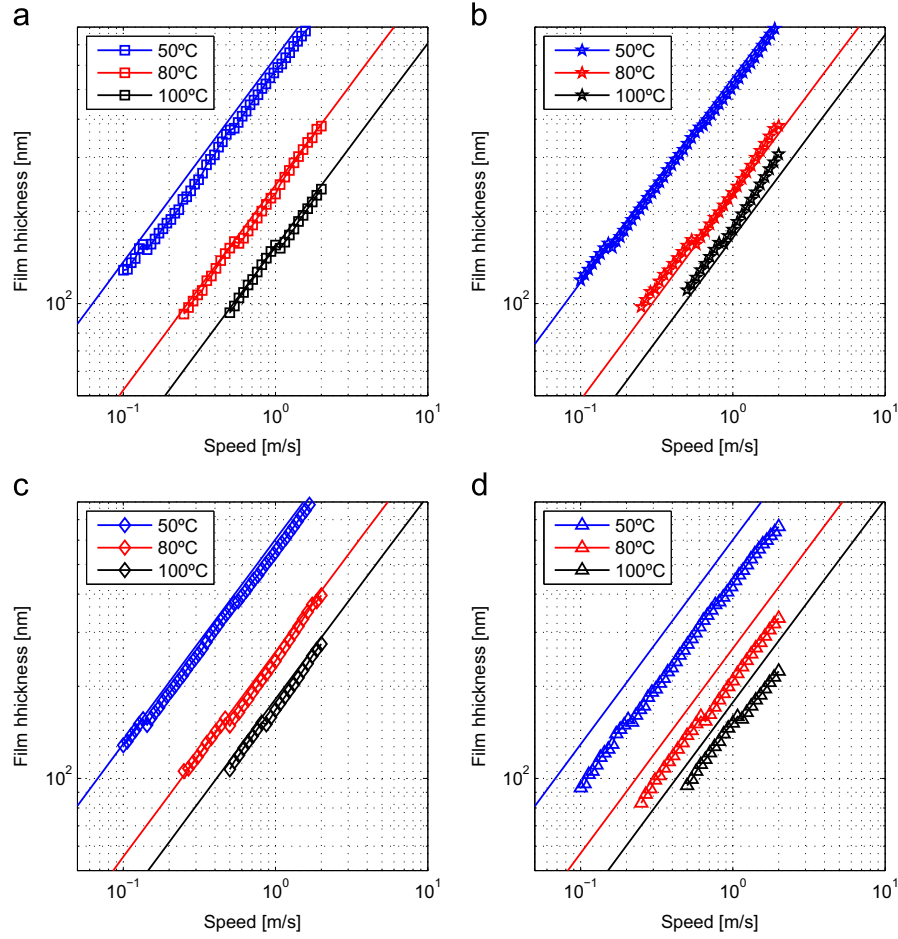 a
50ºC
80ºC
100ºC
Film hhickness [nm]
10²
10⁻¹ 10⁰ 10¹
Speed [m/s]
b
50ºC
80ºC
100ºC
Film hhickness [nm]
10²
10⁻¹ 10⁰ 10¹
Speed [m/s]
c
50ºC
80ºC
100ºC
Film hhickness [nm]
10²
10⁻¹ 10⁰ 10¹
Speed [m/s]
d
50ºC
80ºC
100ºC
Film hhickness [nm]
10²
10⁻¹ 10⁰ 10¹
Speed [m/s]